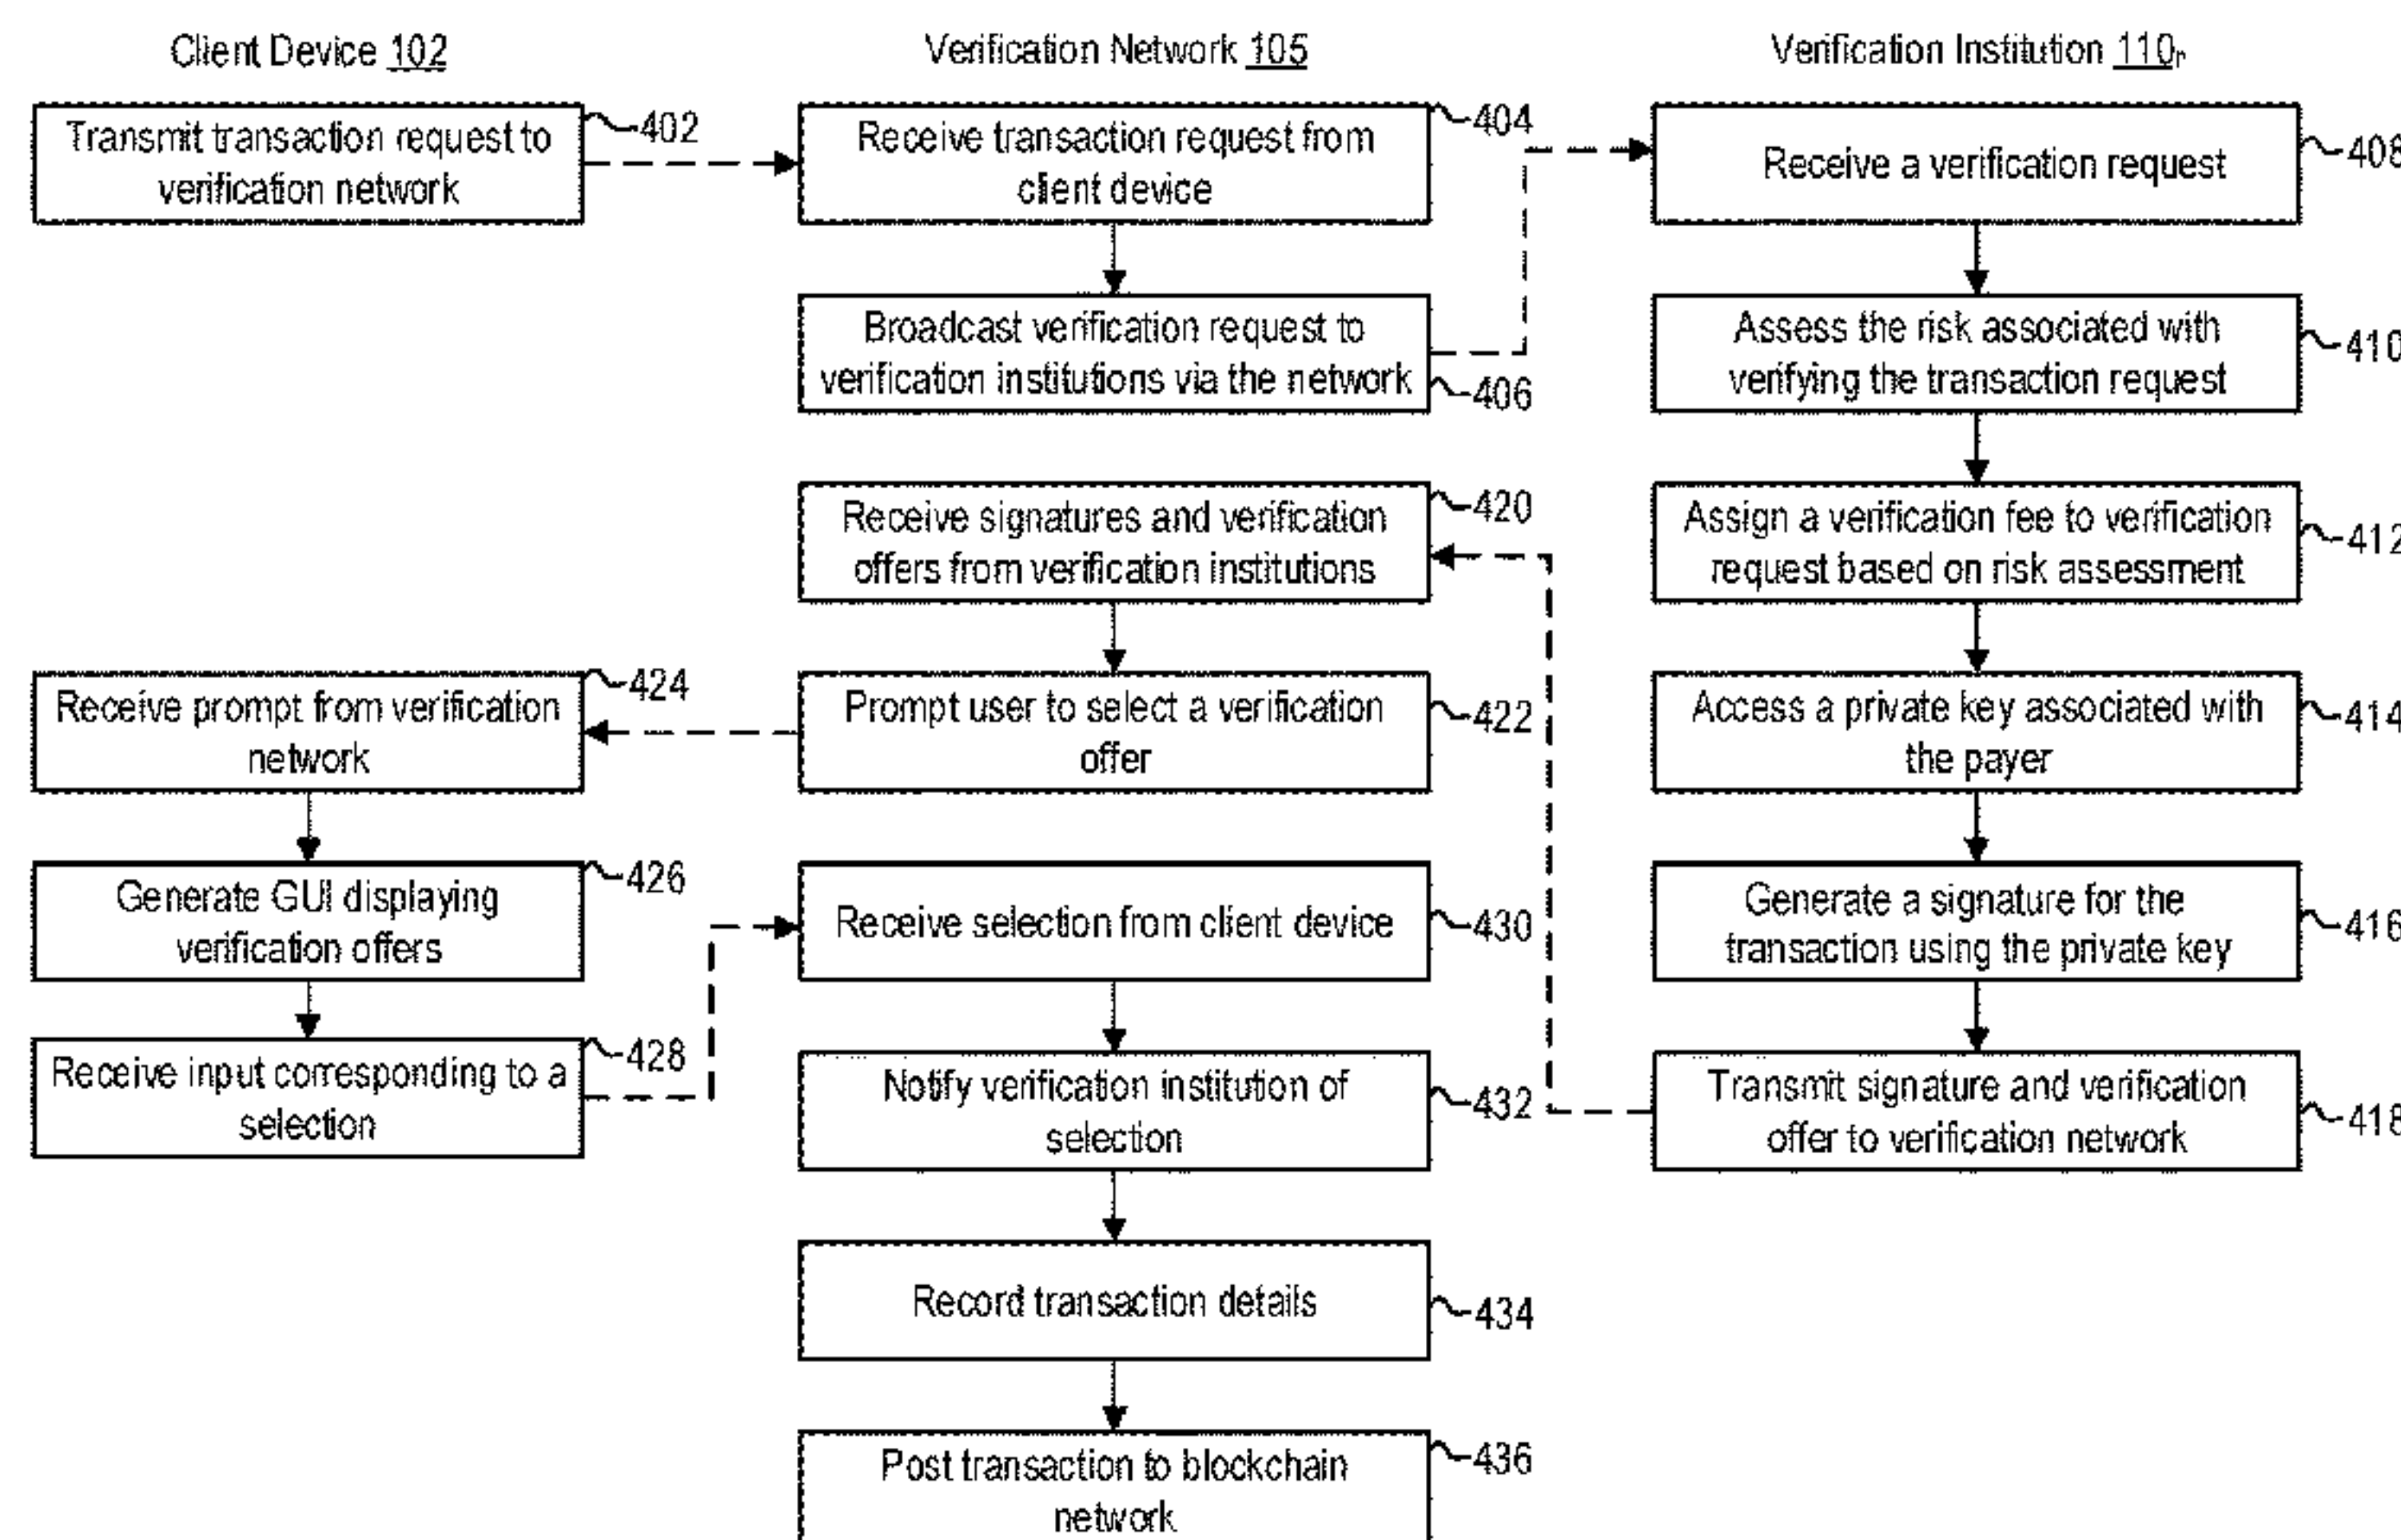 Client Device 102
Verification Network 105
Verification Institution 110n
Transmit transaction request to
verification network
402
Receive transaction request from
client device
404
Receive a verification request
408
Broadcast verification request to
verification institutions via the network
406
Assess the risk associated with
verifying the transaction request
410
Receive signatures and verification
offers from verification institutions
420
Assign a verification fee to verification
request based on risk assessment
412
Receive prompt from verification
network
424
Prompt user to select a verification
offer
422
Access a private key associated with
the payer
414
Generate GUI displaying
verification offers
426
Receive selection from client device
430
Generate a signature for the
transaction using the private key
416
Receive input corresponding to a
selection
428
Notify verification institution of
selection
432
Transmit signature and verification
offer to verification network
418
Record transaction details
434
Post transaction to blockchain
network
436